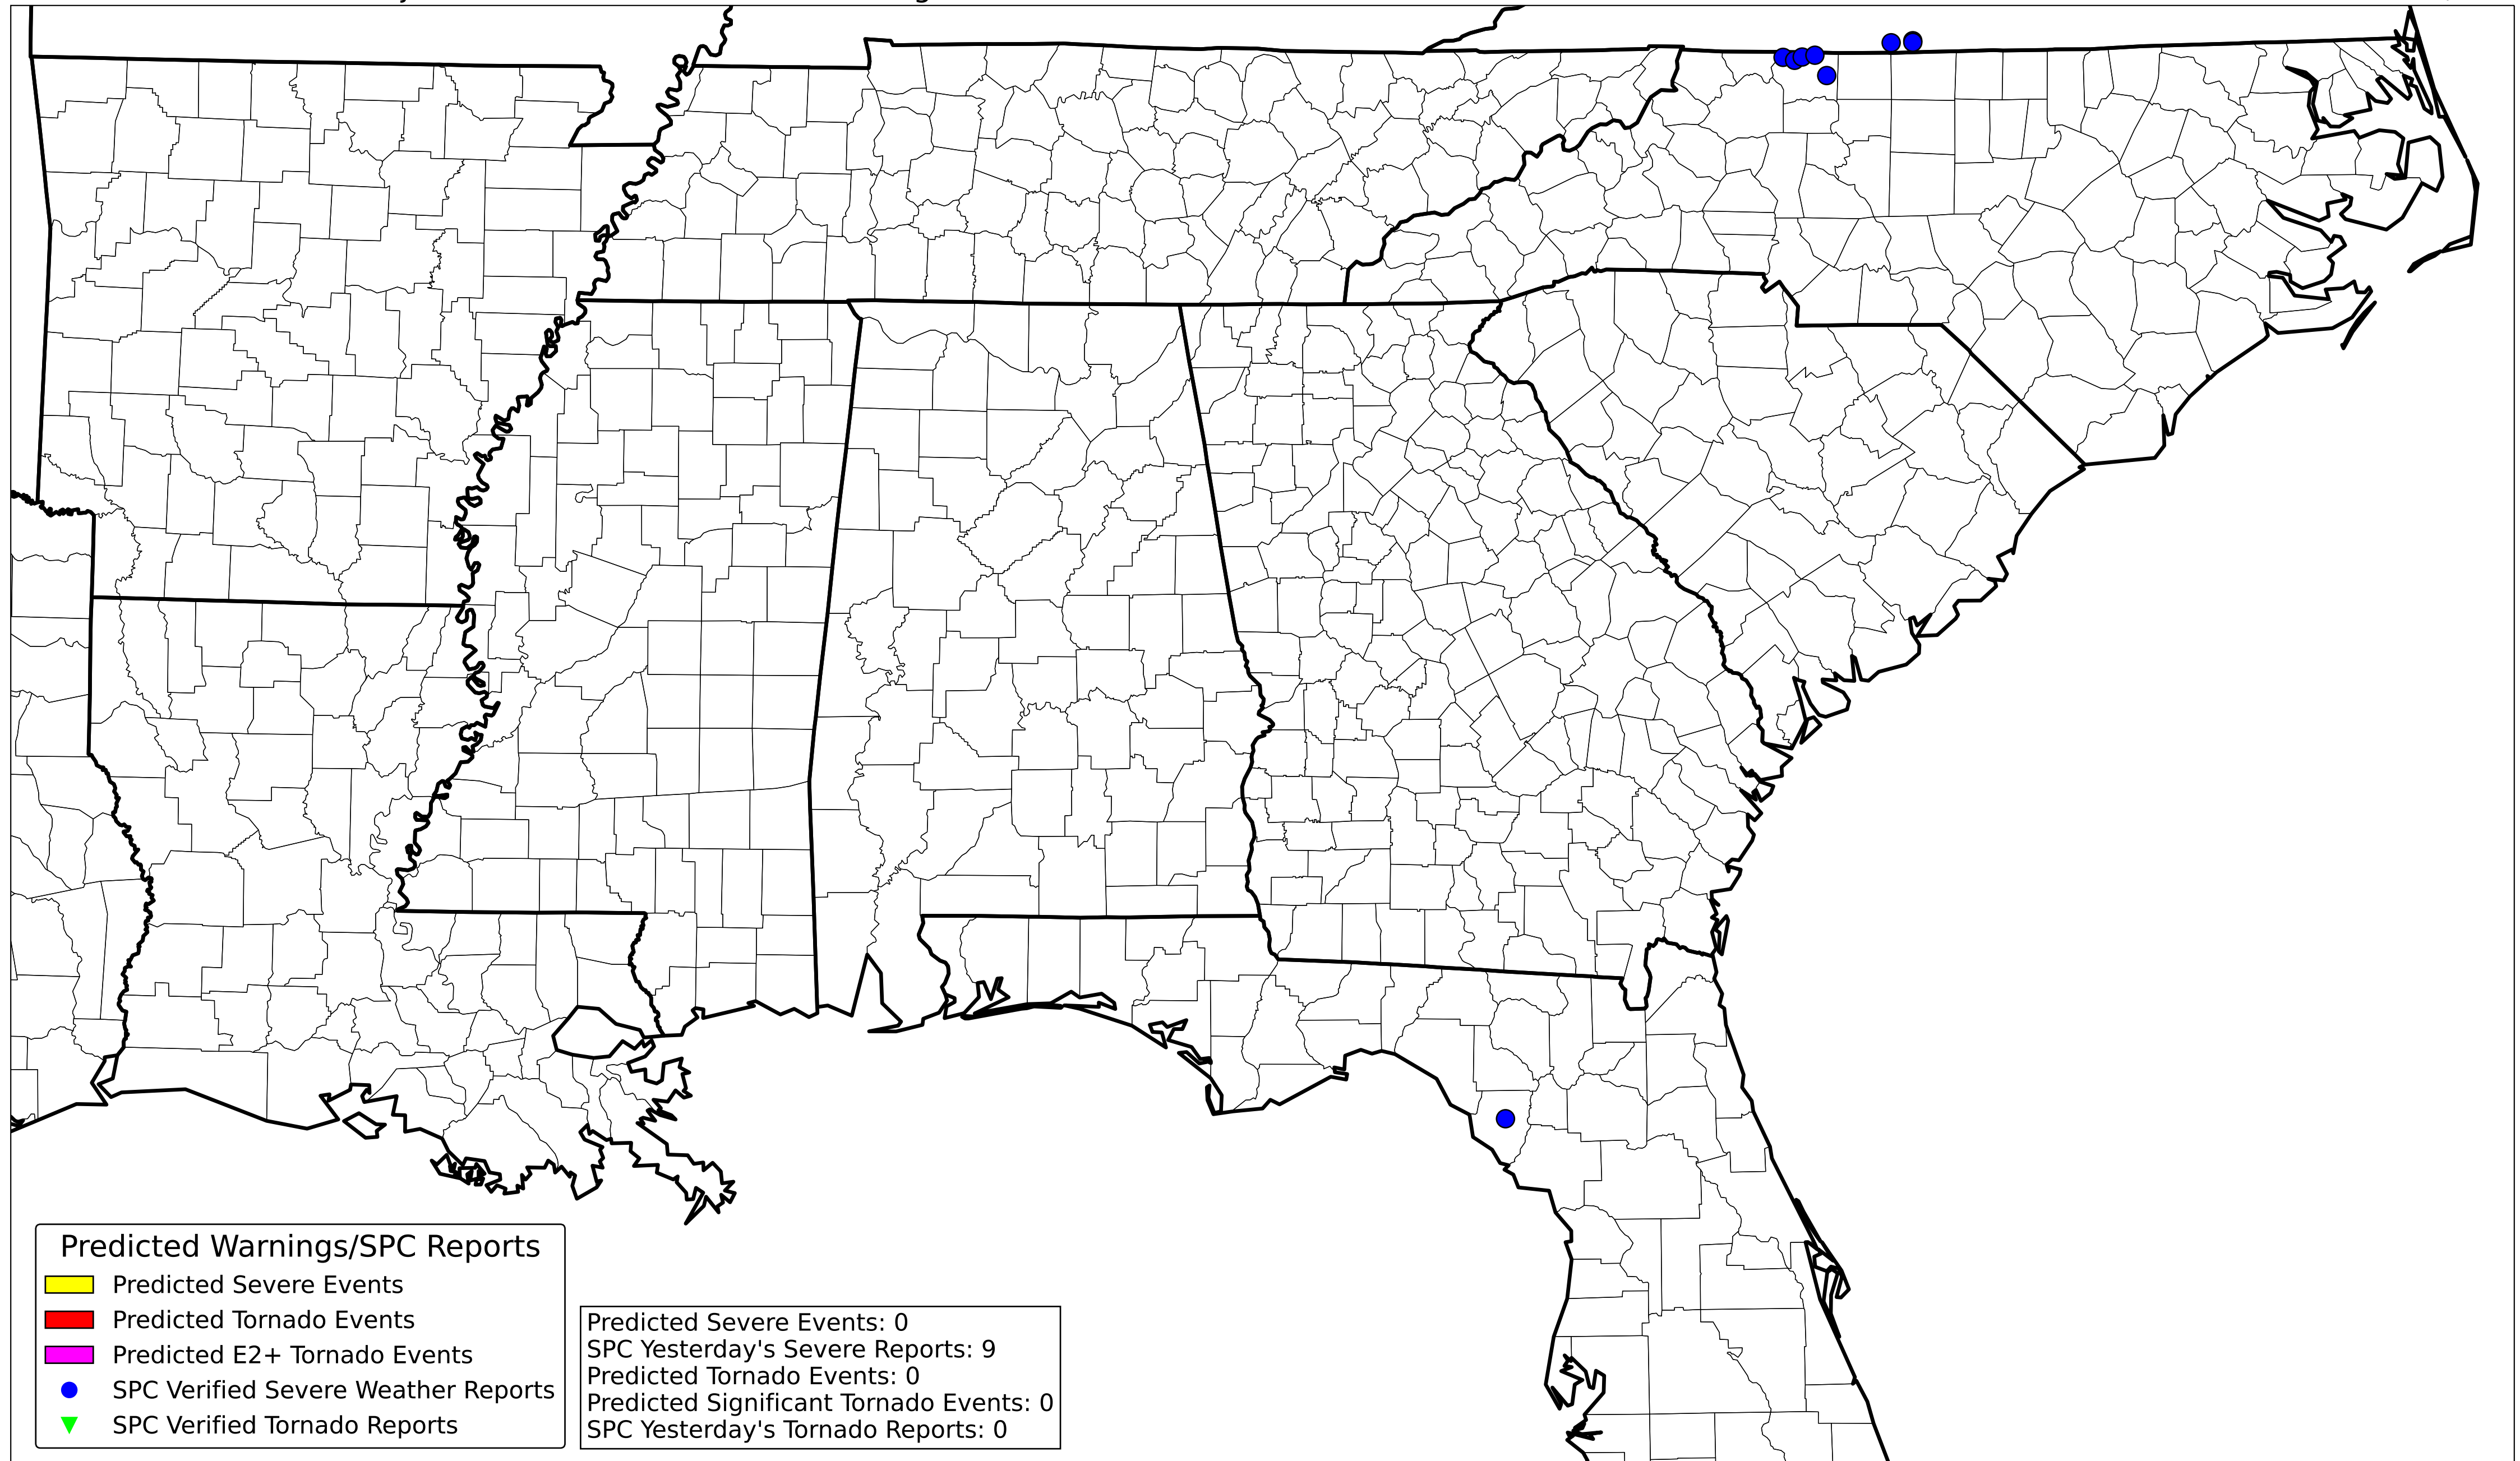 Predicted Warnings/SPC Reports
Predicted Severe Events
Predicted Tornado Events
Predicted E2+ Tornado Events
SPC Verified Severe Weather Reports
SPC Verified Tornado Reports
Predicted Severe Events: 0
SPC Yesterday's Severe Reports: 9
Predicted Tornado Events: 0
Predicted Significant Tornado Events: 0
SPC Yesterday's Tornado Reports: 0